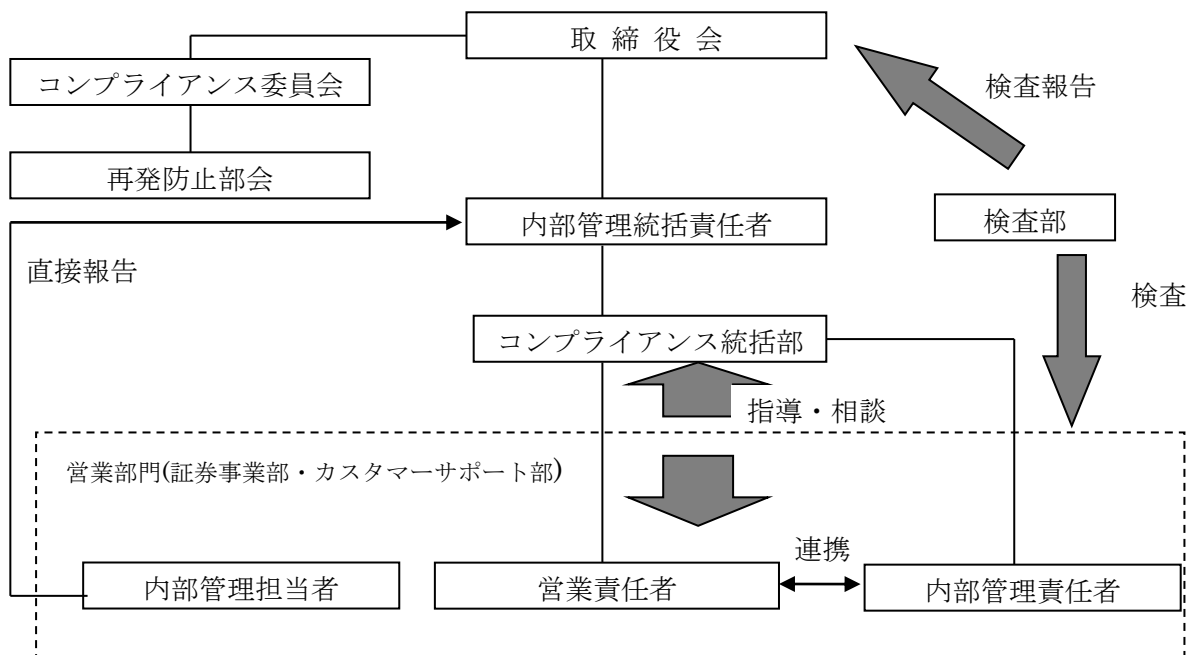 取 締 役 会
コンプライアンス委員会
検査報告
再発防止部会
内部管理統括責任者
検査部
直接報告
検査
コンプライアンス統括部
指導・相談
営業部門(証券事業部・カスタマーサポート部)
連携
内部管理担当者
営業責任者
内部管理責任者